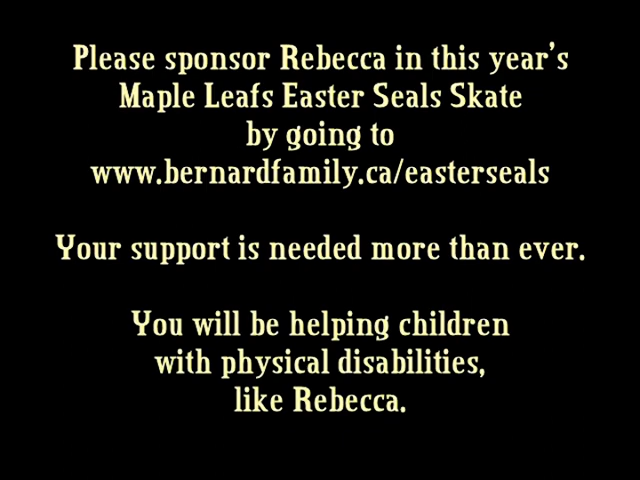 Please sponsor Rebecca in this year's
Maple Leafs Easter Seals Skate
by going to
www.bernardfamily.ca/easterseals
Your support is needed more than ever.
You will be helping children
with physical disabilities,
like Rebecca.